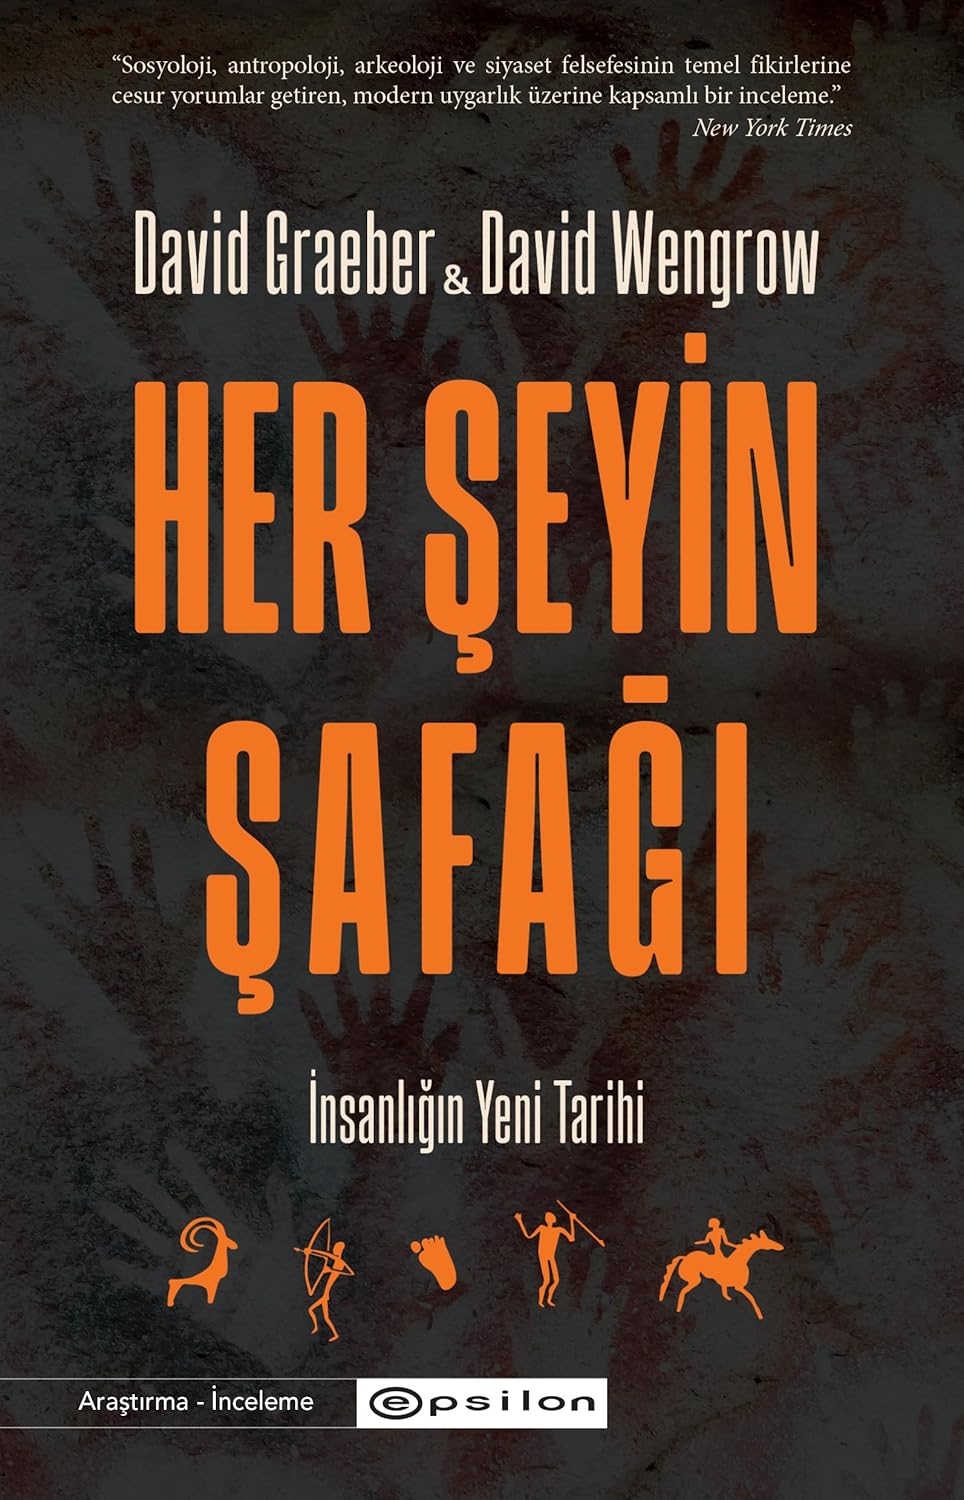 “Sosyoloji, antropoloji, arkeoloji ve siyaset felsefesinin temel fikirlerine
cesur yorumlar getiren, modern uygarlık üzerine kapsamlı bir inceleme.”
New York Times
David Graeber & David Wengrow
HER ŞEYİN
ŞAFAĞI
İnsanlığın Yeni Tarihi
Araştırma - İnceleme
epsilon